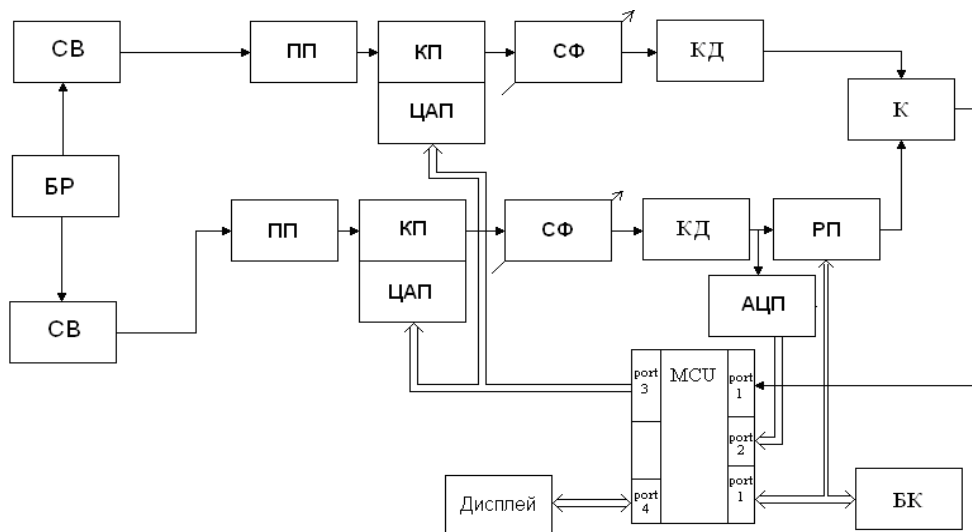 СВ
ПП
КП
ЦАП
СФ
КД
К
БР
ПП
КП
ЦАП
СФ
КД
РП
СВ
АЦП
port
3
MCU
port
1
port
2
port
1
port
4
Дисплей
БК